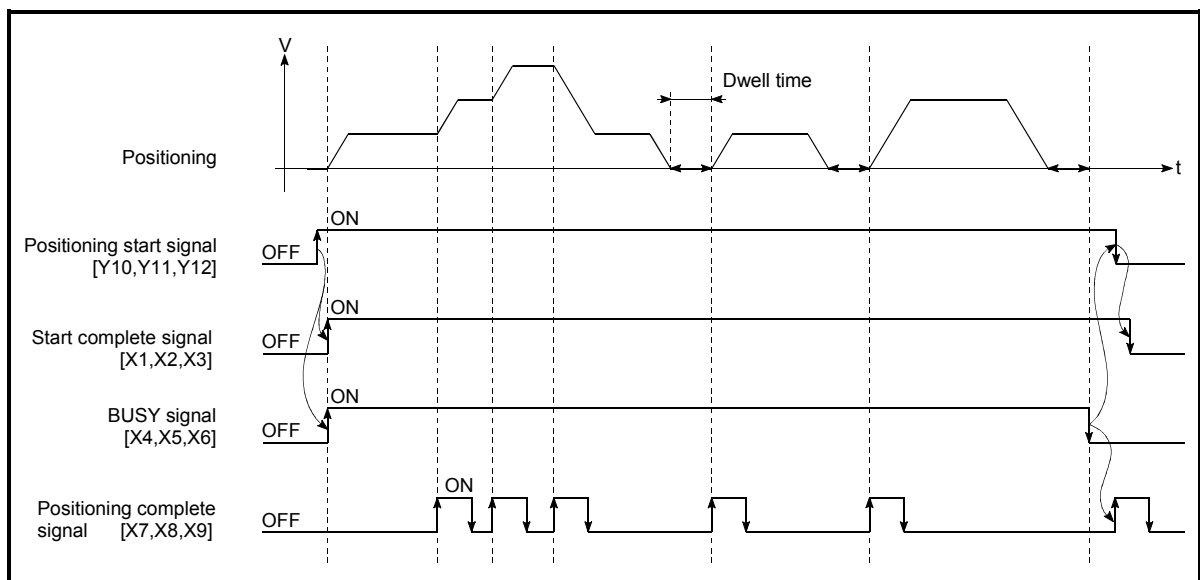 V
Dwell time
Positioning
t
ON
Positioning start signal
[Y10,Y11,Y12]
OFF
ON
Start complete signal
[X1,X2,X3]
OFF
ON
BUSY signal
[X4,X5,X6]
OFF
ON
Positioning complete
signal [X7,X8,X9]
OFF